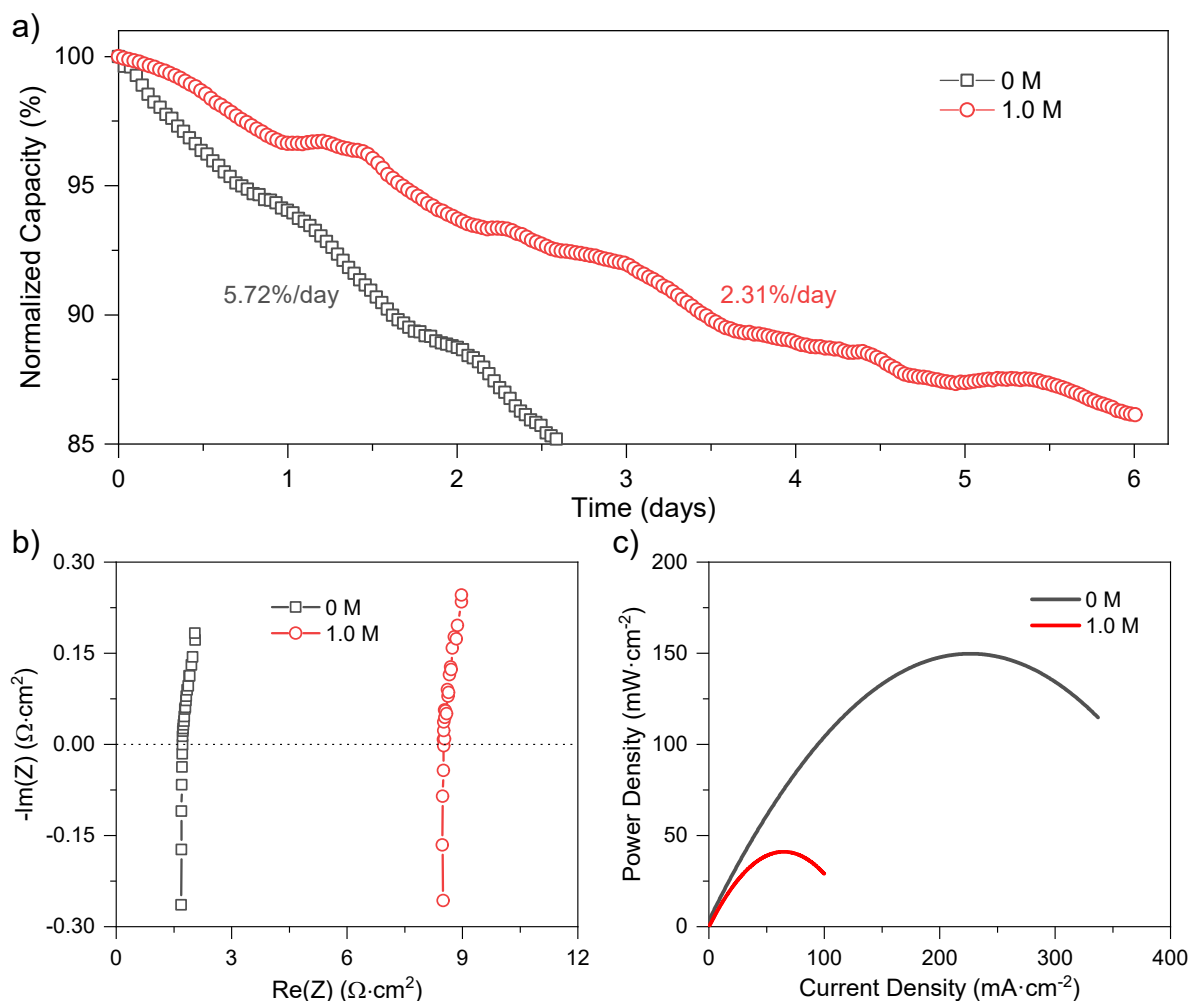 a)
Normalized Capacity (%)
100
95
90
85
0 M
1.0 M
5.72%/day
2.31%/day
0 1 2 3 4 5 6
Time (days)
b)
-Im(Z) (Ω·cm²)
0.30
0.15
0.00
-0.15
-0.30
0 M
1.0 M
0 3 6 9 12
Re(Z) (Ω·cm²)
c)
Power Density (mW·cm⁻²)
200
150
100
50
0
0 M
1.0 M
0 100 200 300 400
Current Density (mA·cm⁻²)